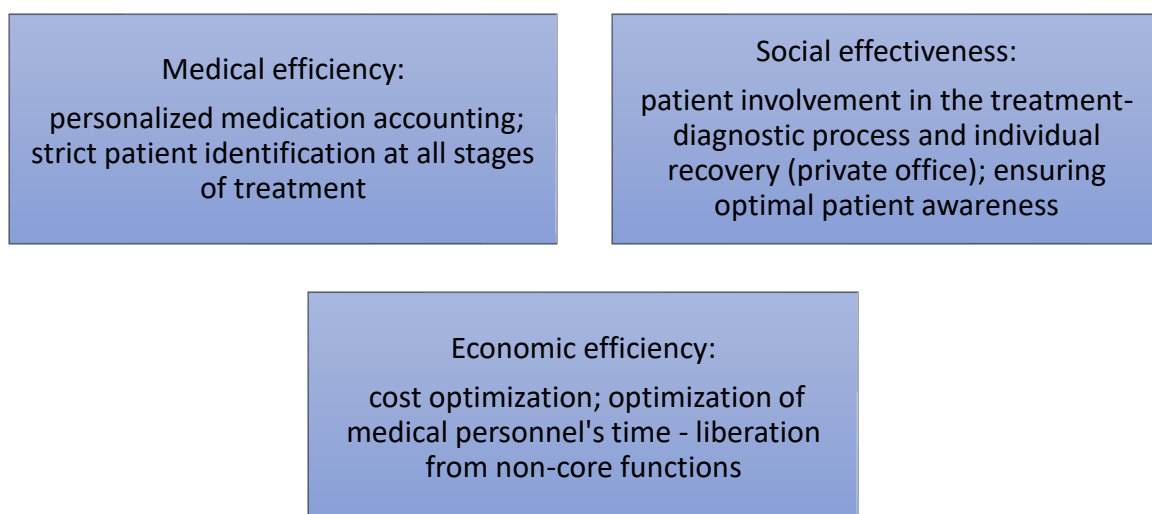 Medical efficiency:
personalized medication accounting;
strict patient identification at all stages
of treatment
Social effectiveness:
patient involvement in the treatment-
diagnostic process and individual
recovery (private office); ensuring
optimal patient awareness
Economic efficiency:
cost optimization; optimization of
medical personnel's time - liberation
from non-core functions